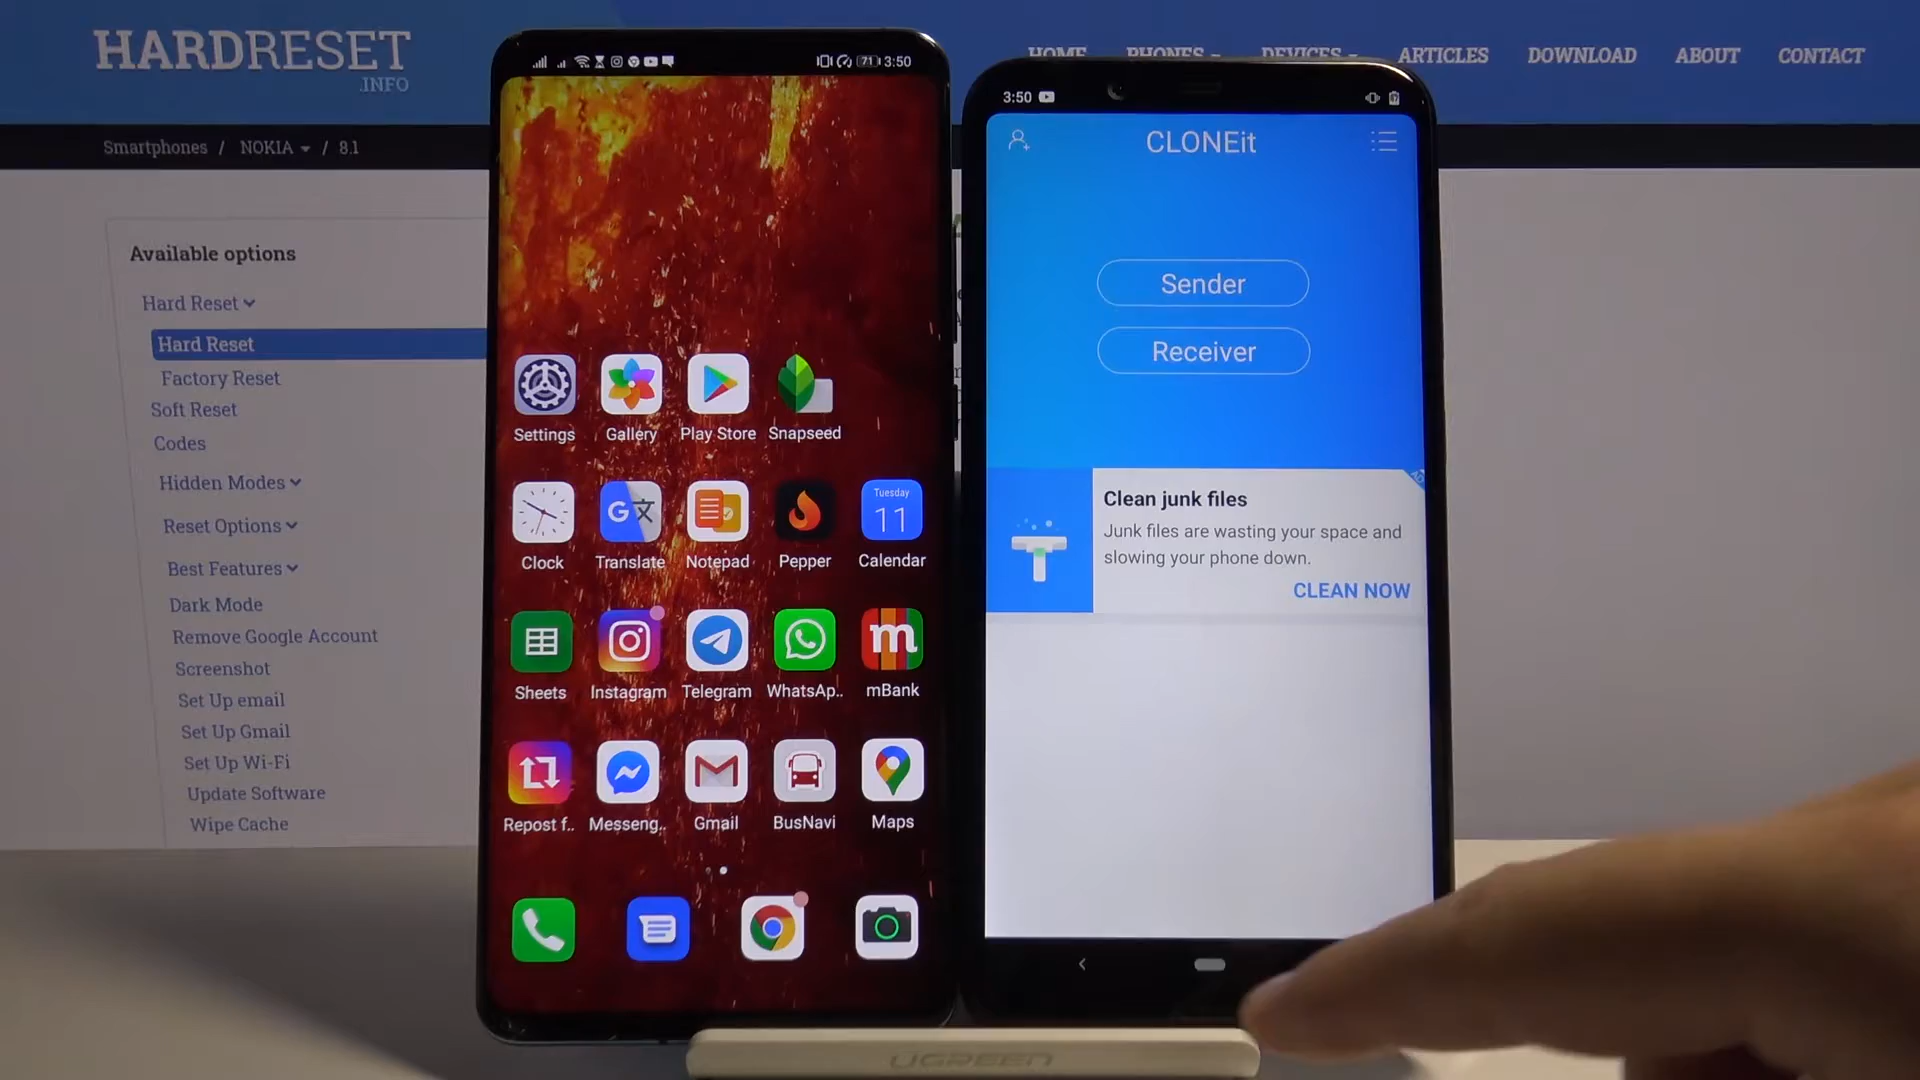 HARDRESET
.INFO
HOME PHONES DEVICES ARTICLES DOWNLOAD ABOUT CONTACT
Smartphones / NOKIA / 8.1
Available options
Hard Reset
Hard Reset
Factory Reset
Soft Reset
Codes
Hidden Modes
Reset Options
Best Features
Dark Mode
Remove Google Account
Screenshot
Set Up email
Set Up Gmail
Set Up Wi-Fi
Update Software
Wipe Cache
71 3:50
Settings Gallery Play Store Snapseed
Tuesday
11
Clock Translate Notepad Pepper Calendar
m
Sheets Instagram Telegram WhatsAp.. mBank
Repost f.. Messeng.. Gmail BusNavi Maps
3:50
CLONEit
Sender
Receiver
AD
Clean junk files
Junk files are wasting your space and
slowing your phone down.
CLEAN NOW
UGREEN